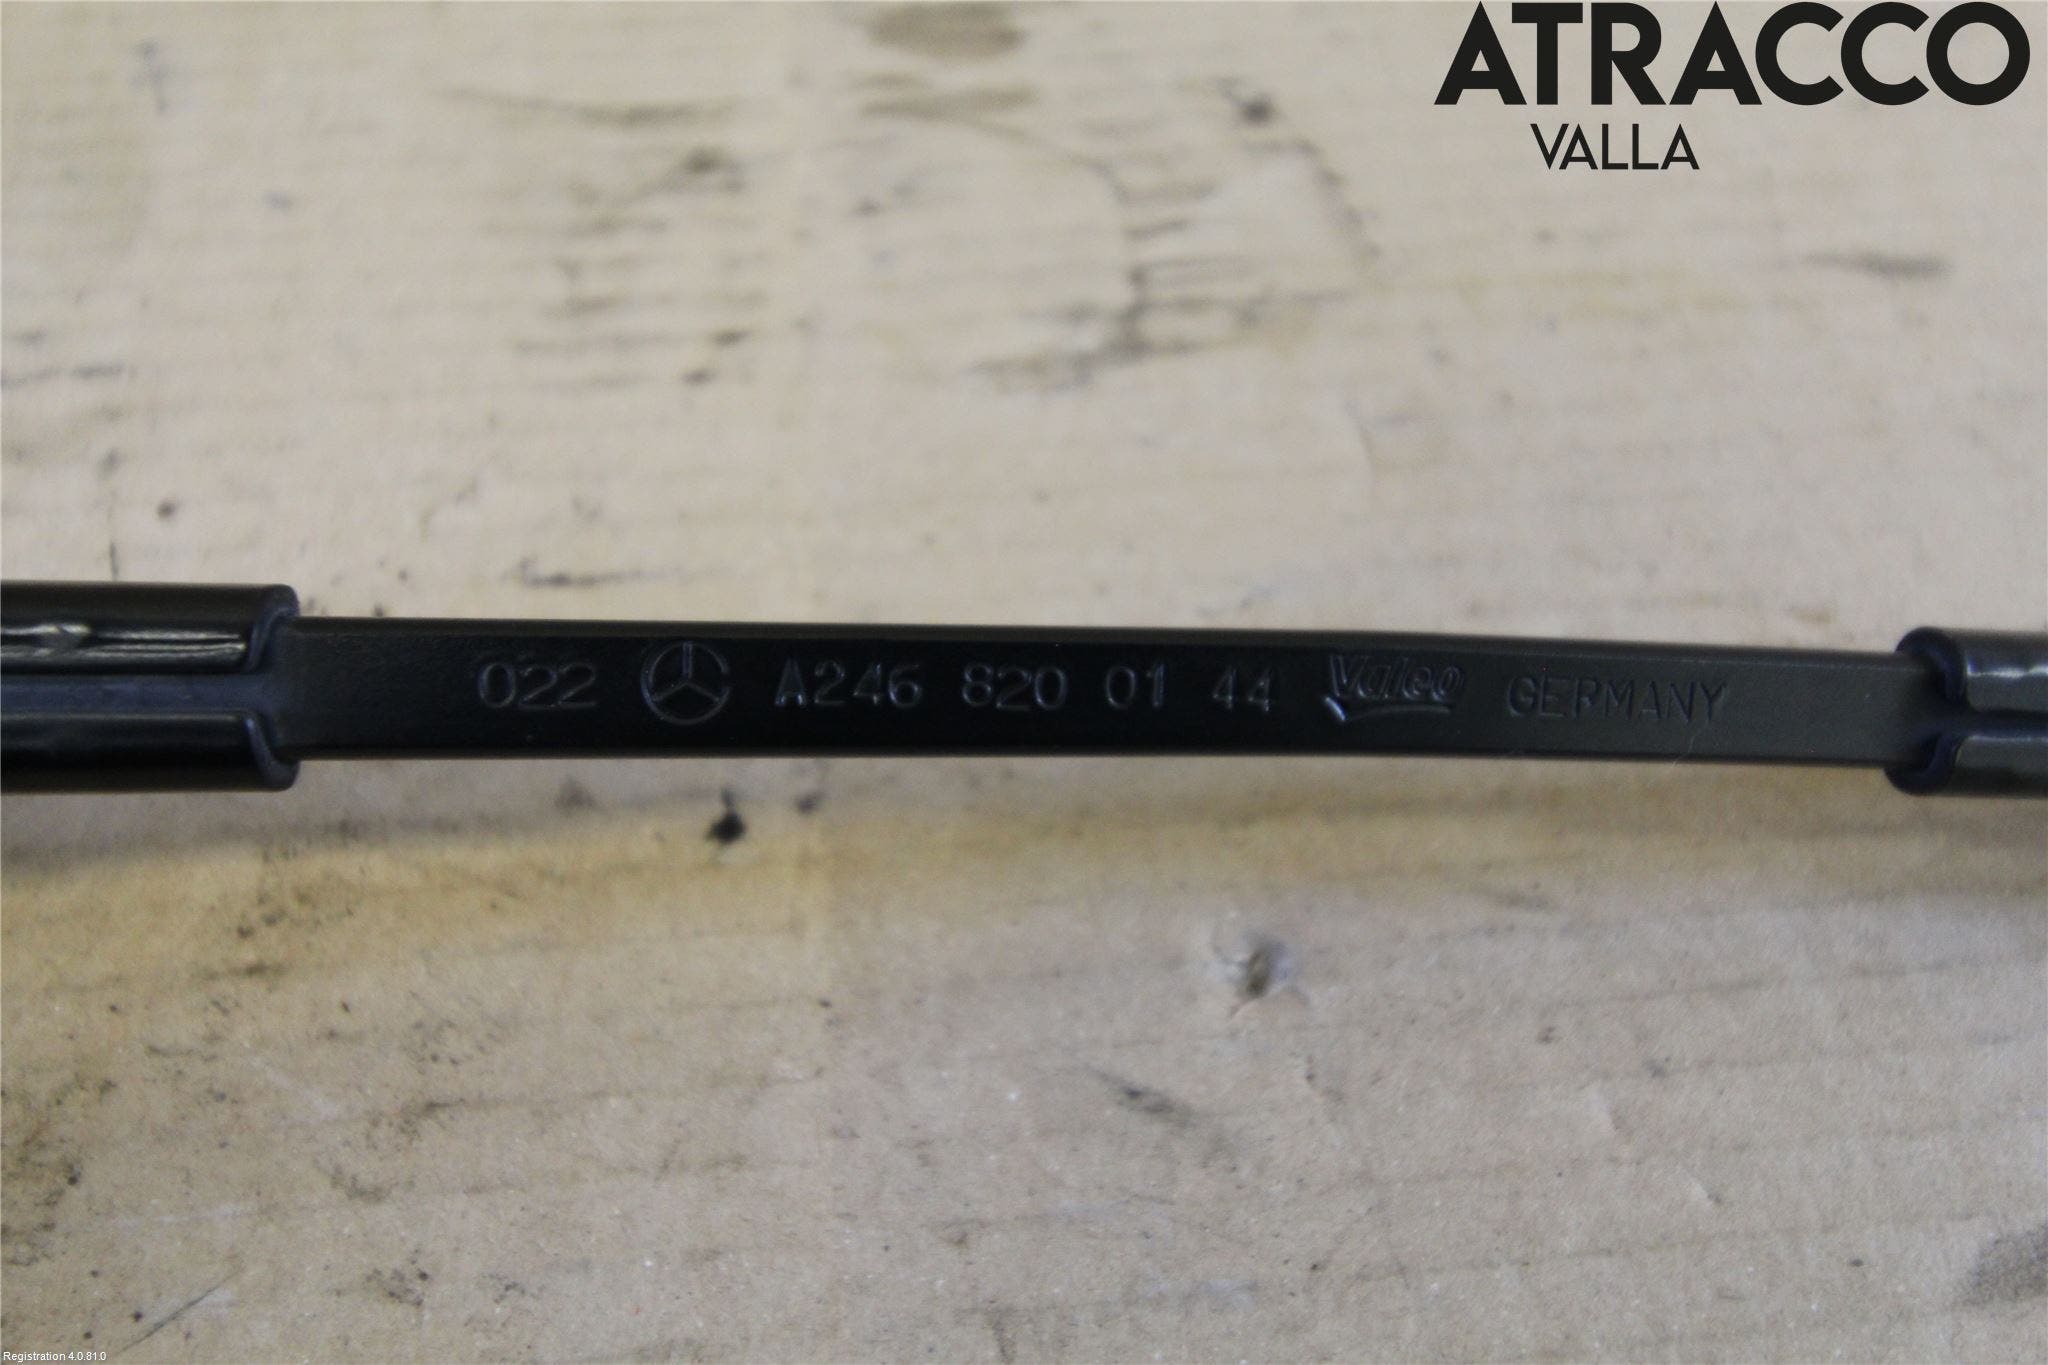 ATRACCO
VALLA
022 A246 820 01 44 Valeo GERMANY
Registration 4.0.81.0